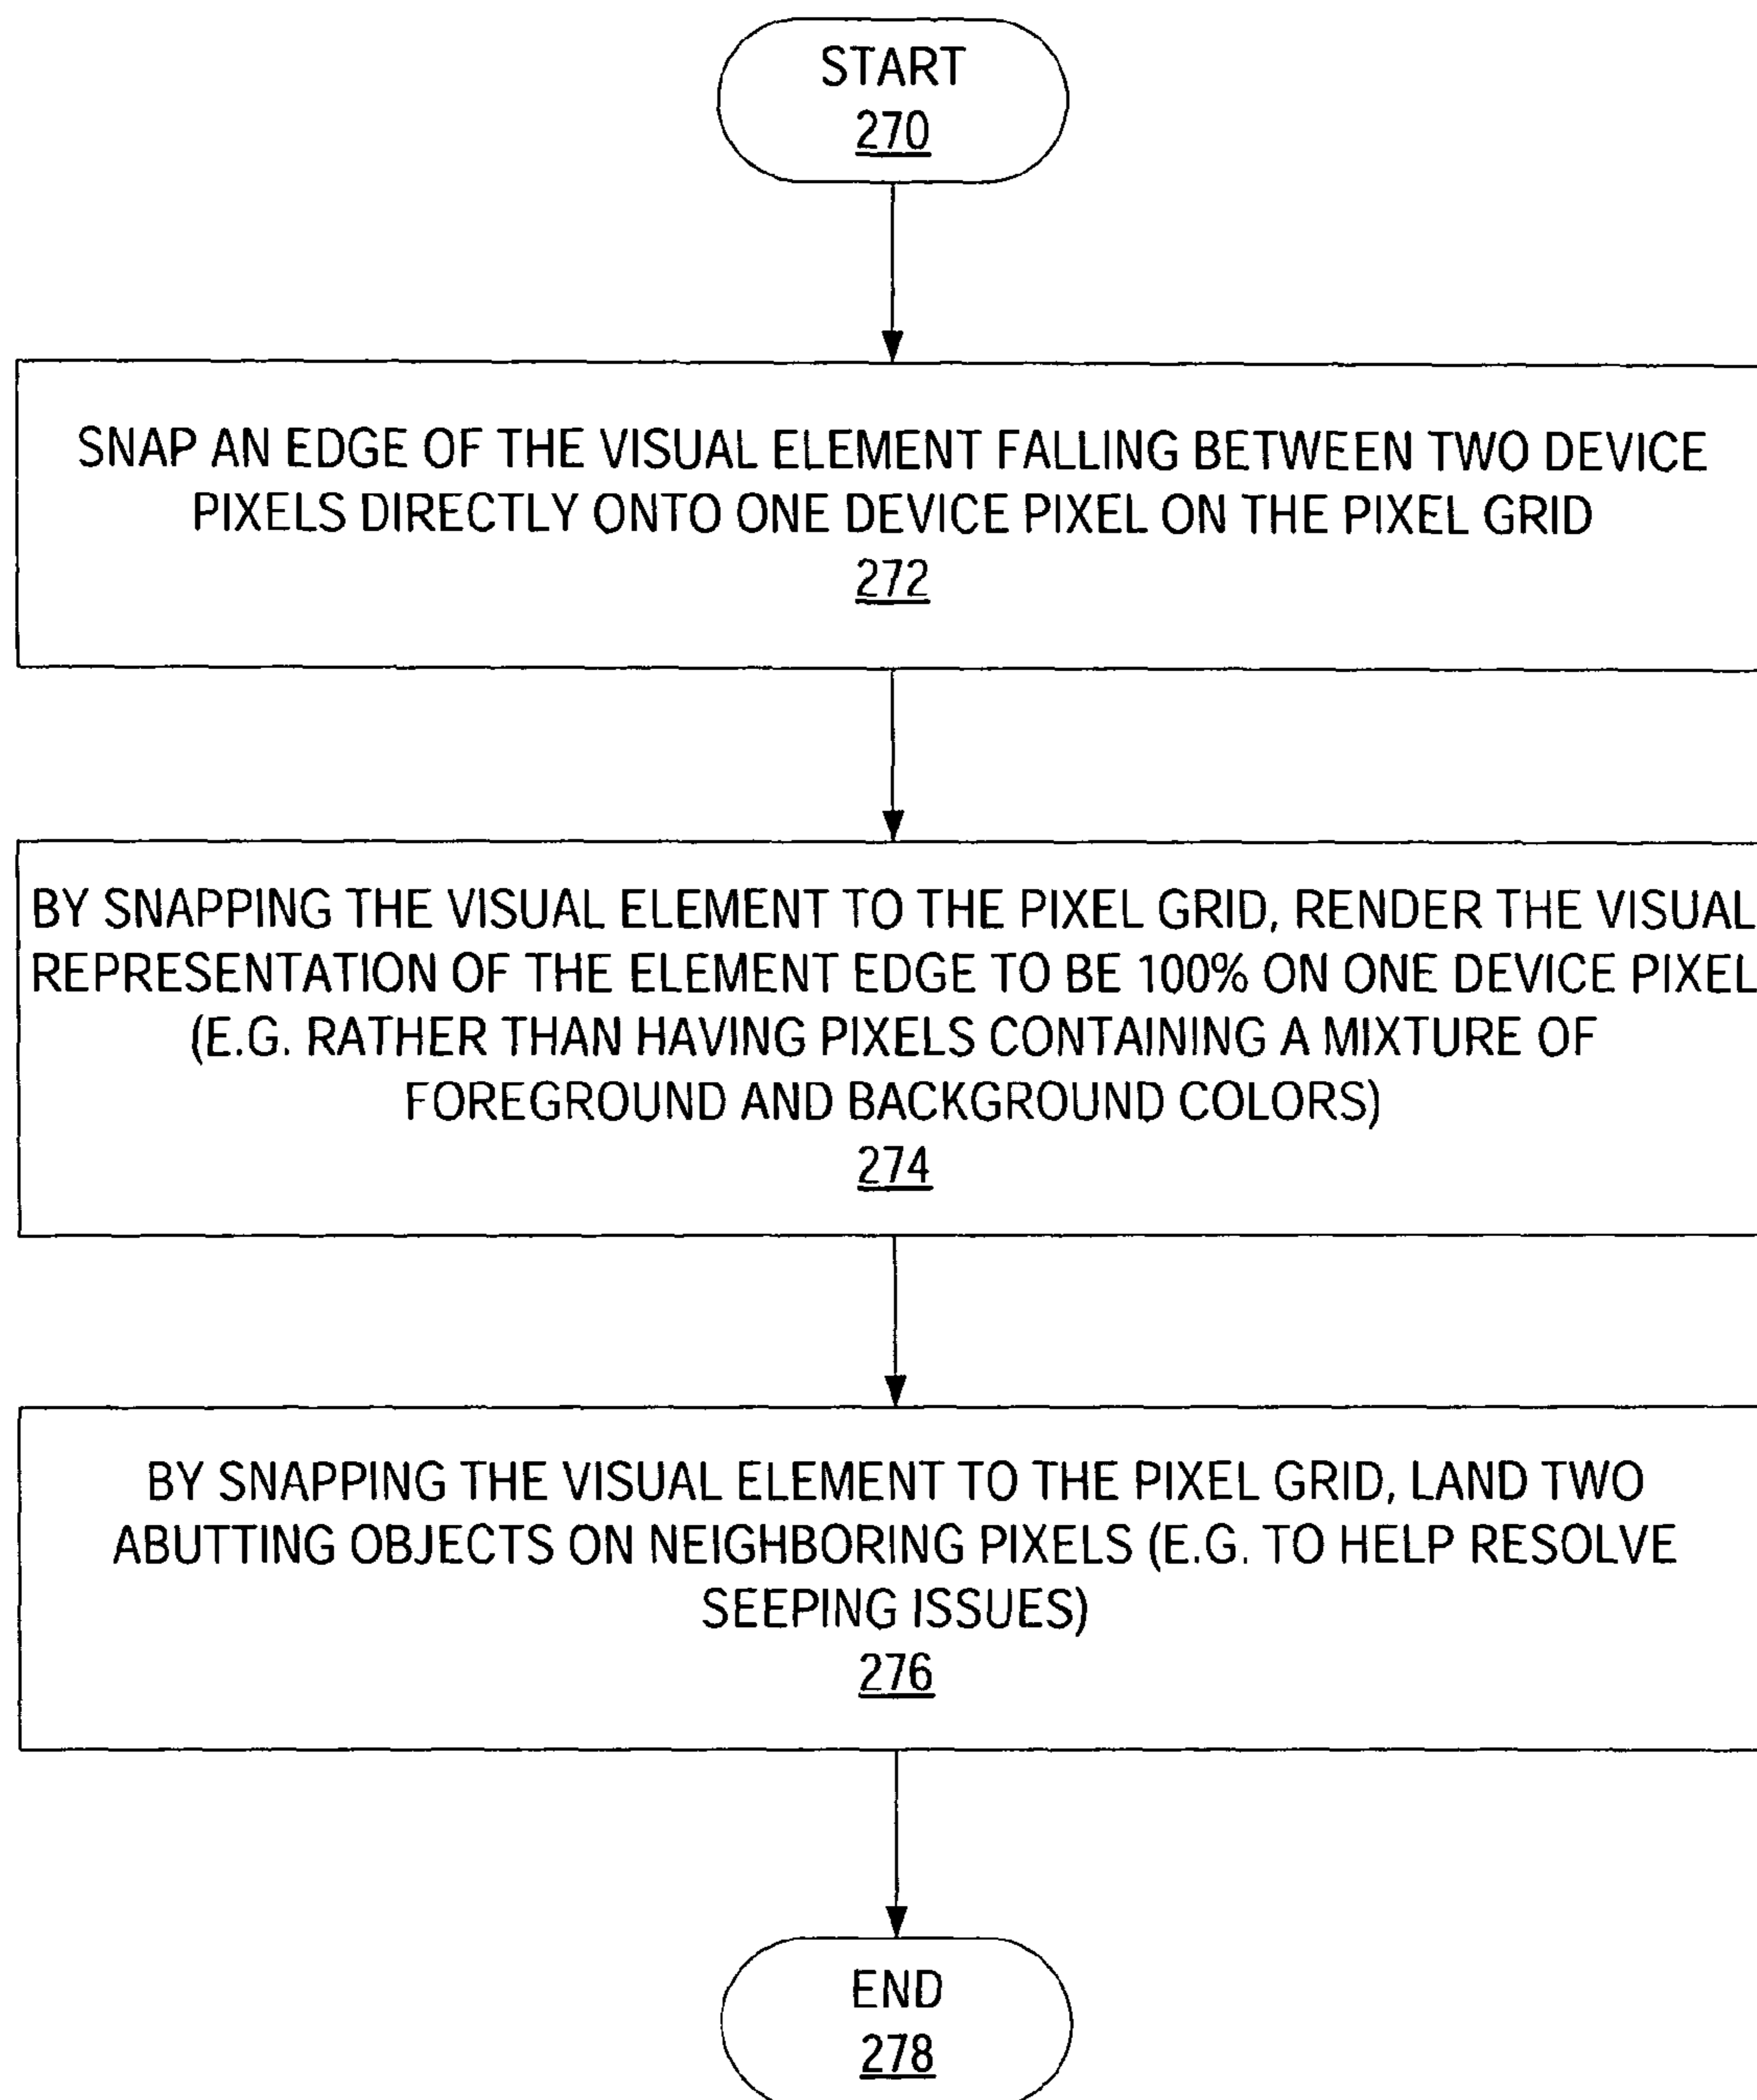 START
270
SNAP AN EDGE OF THE VISUAL ELEMENT FALLING BETWEEN TWO DEVICE
PIXELS DIRECTLY ONTO ONE DEVICE PIXEL ON THE PIXEL GRID
272
BY SNAPPING THE VISUAL ELEMENT TO THE PIXEL GRID, RENDER THE VISUAL
REPRESENTATION OF THE ELEMENT EDGE TO BE 100% ON ONE DEVICE PIXEL
(E.G. RATHER THAN HAVING PIXELS CONTAINING A MIXTURE OF
FOREGROUND AND BACKGROUND COLORS)
274
BY SNAPPING THE VISUAL ELEMENT TO THE PIXEL GRID, LAND TWO
ABUTTING OBJECTS ON NEIGHBORING PIXELS (E.G. TO HELP RESOLVE
SEEPING ISSUES)
276
END
278